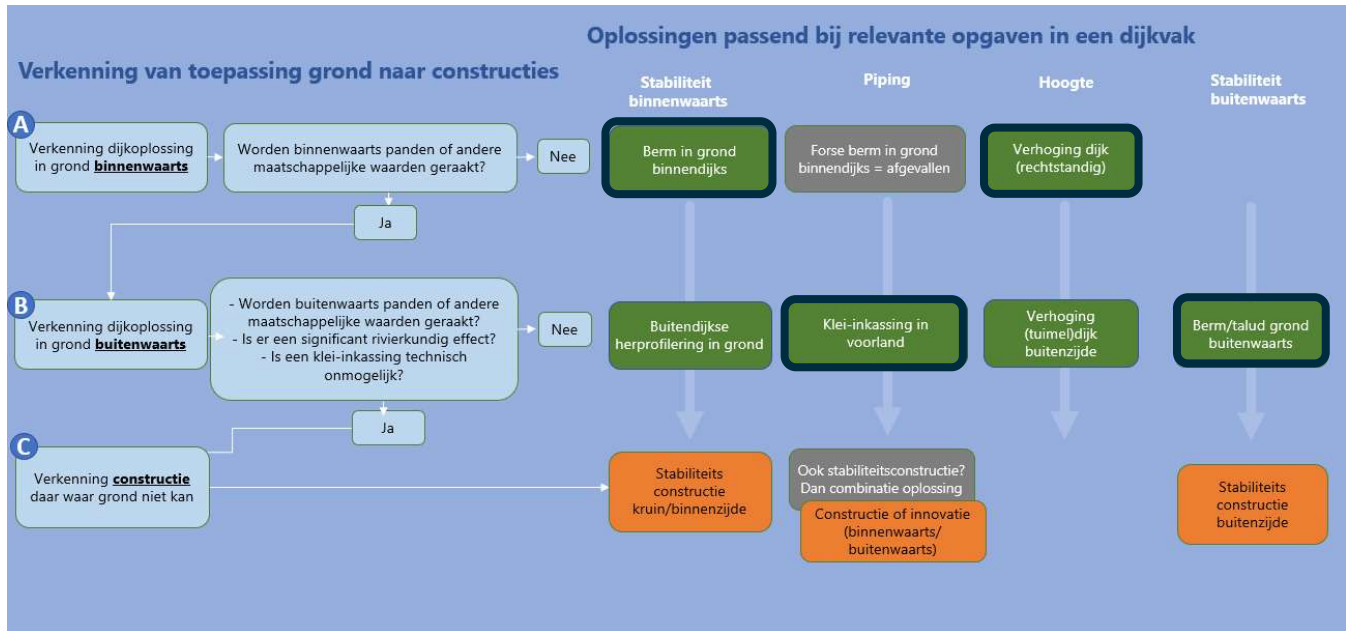 Oplossingen passend bij relevante opgaven in een dijkvak
Verkenning van toepassing grond naar constructies
Stabiliteit
binnenwaarts
Piping
Hoogte
Stabiliteit
buitenwaarts
A
Verkenning dijkoplossing
in grond binnenwaarts
Worden binnenwaarts panden of andere
maatschappelijke waarden geraakt?
Nee
Berm in grond
binnendijks
Forse berm in grond
binnendijks = afgevallen
Verhoging dijk
(rechtstandig)
Ja
B
Verkenning dijkoplossing
in grond buitenwaarts
- Worden buitenwaarts panden of andere
maatschappelijke waarden geraakt?
- Is er een significant rivierkundig effect?
- Is een klei-inkassing technisch
onmogelijk?
Nee
Buitendijkse
herprofilering in grond
Klei-inkassing in
voorland
Verhoging
(tuimel)dijk
buitenzijde
Berm/talud grond
buitenwaarts
Ja
C
Verkenning constructie
daar waar grond niet kan
Stabiliteits
constructie
kruin/binnenzijde
Ook stabiliteitsconstructie?
Dan combinatie oplossing
Constructie of innovatie
(binnenwaarts/
buitenwaarts)
Stabiliteits
constructie
buitenzijde